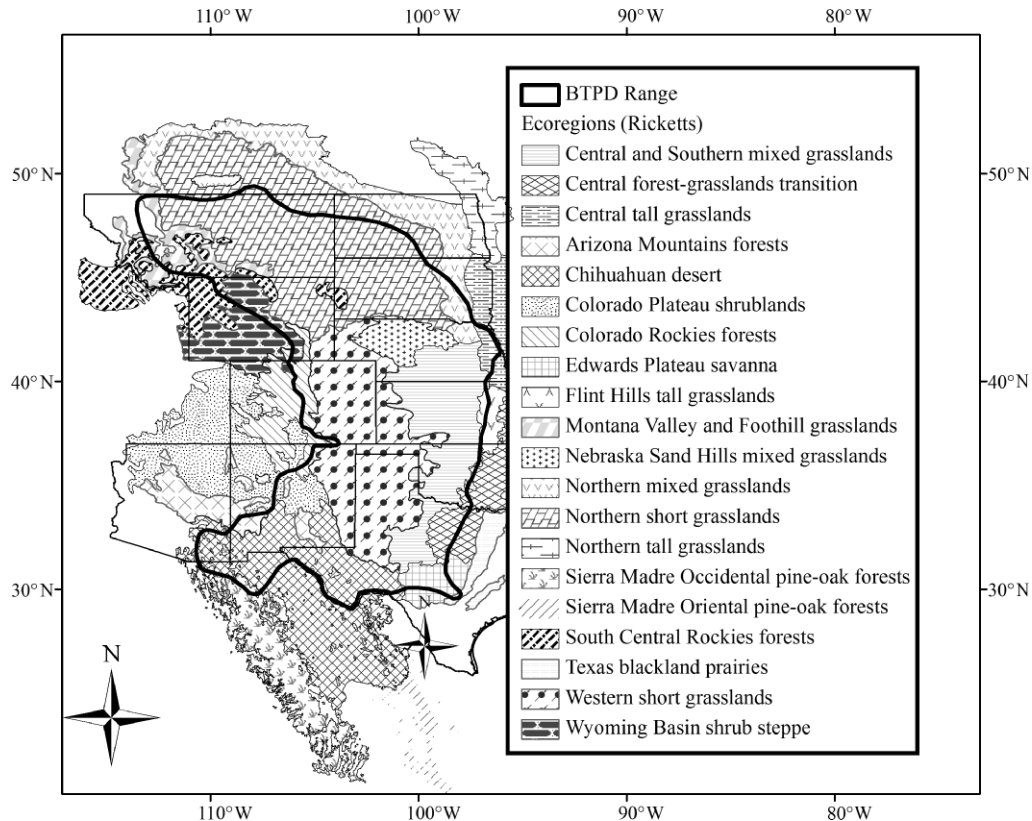 110° W 100° W 90° W 80° W
50° N
40° N
30° N
BTPD Range
Ecoregions (Ricketts)
Central and Southern mixed grasslands
Central forest-grasslands transition
Central tall grasslands
Arizona Mountains forests
Chihuahuan desert
Colorado Plateau shrublands
Colorado Rockies forests
Edwards Plateau savanna
Flint Hills tall grasslands
Montana Valley and Foothill grasslands
Nebraska Sand Hills mixed grasslands
Northern mixed grasslands
Northern short grasslands
Northern tall grasslands
Sierra Madre Occidental pine-oak forests
Sierra Madre Oriental pine-oak forests
South Central Rockies forests
Texas blackland prairies
Western short grasslands
Wyoming Basin shrub steppe
50° N
40° N
30° N
N
N
110° W 100° W 90° W 80° W